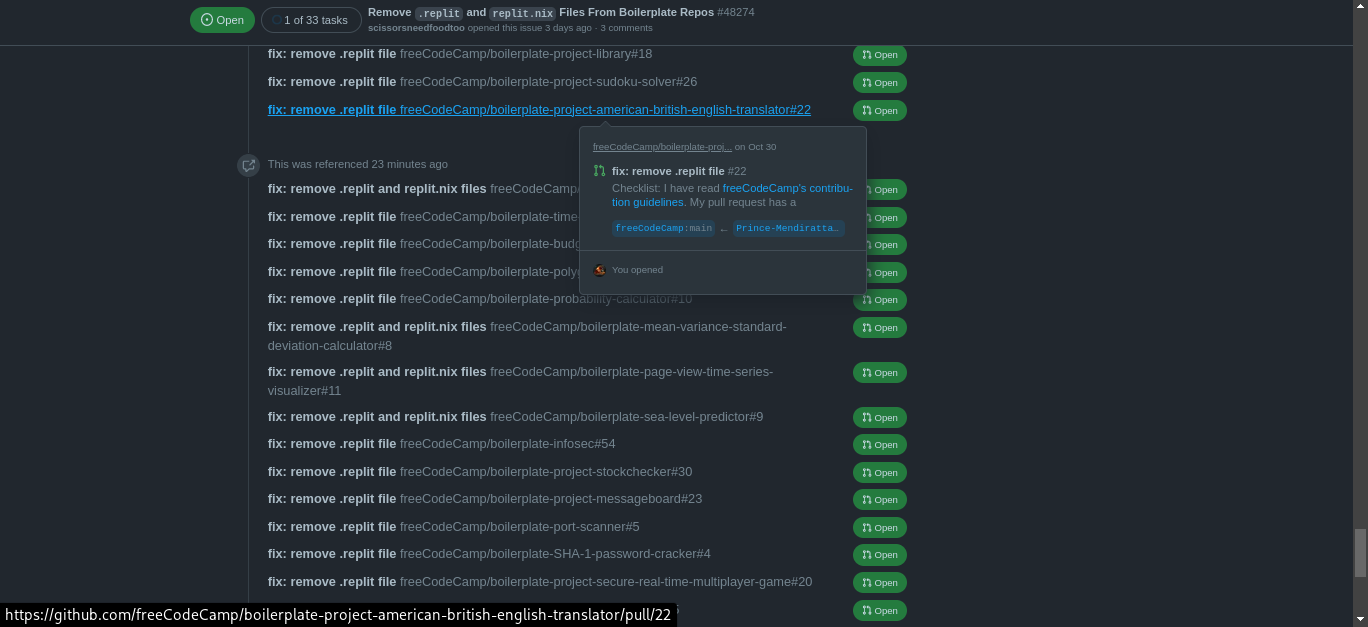 Open 1 of 33 tasks Remove .replit and replit.nix Files From Boilerplate Repos #48274
scissorsneedfoodtoo opened this issue 3 days ago · 3 comments
fix: remove .replit file freeCodeCamp/boilerplate-project-library#18 Open
fix: remove .replit file freeCodeCamp/boilerplate-project-sudoku-solver#26 Open
fix: remove .replit file freeCodeCamp/boilerplate-project-american-british-english-translator#22 Open
freeCodeCamp/boilerplate-proj... on Oct 30
fix: remove .replit file #22
Checklist: I have read freeCodeCamp's contribu-
tion guidelines. My pull request has a
freeCodeCamp:main ← Prince-Mendiratta…
You opened
This was referenced 23 minutes ago
fix: remove .replit and replit.nix files freeCodeCamp/ Open
fix: remove .replit file freeCodeCamp/boilerplate-time- Open
fix: remove .replit file freeCodeCamp/boilerplate-budg Open
fix: remove .replit file freeCodeCamp/boilerplate-poly Open
fix: remove .replit file freeCodeCamp/boilerplate-probability-calculator#10 Open
fix: remove .replit and replit.nix files freeCodeCamp/boilerplate-mean-variance-standard- Open
deviation-calculator#8
fix: remove .replit and replit.nix files freeCodeCamp/boilerplate-page-view-time-series- Open
visualizer#11
fix: remove .replit and replit.nix files freeCodeCamp/boilerplate-sea-level-predictor#9 Open
fix: remove .replit file freeCodeCamp/boilerplate-infosec#54 Open
fix: remove .replit file freeCodeCamp/boilerplate-project-stockchecker#30 Open
fix: remove .replit file freeCodeCamp/boilerplate-project-messageboard#23 Open
fix: remove .replit file freeCodeCamp/boilerplate-port-scanner#5 Open
fix: remove .replit file freeCodeCamp/boilerplate-SHA-1-password-cracker#4 Open
fix: remove .replit file freeCodeCamp/boilerplate-project-secure-real-time-multiplayer-game#20 Open
Open
https://github.com/freeCodeCamp/boilerplate-project-american-british-english-translator/pull/22